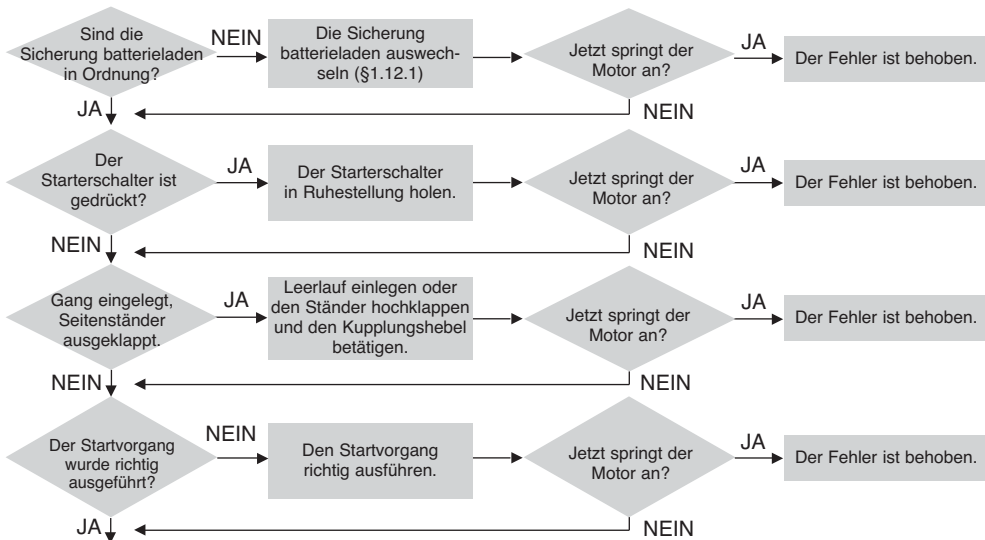 Sind die
Sicherung batterieladen
in Ordnung?
NEIN
Die Sicherung
batterieladen auswech-
seln (§1.12.1)
Jetzt springt der
Motor an?
JA
Der Fehler ist behoben.
JA
NEIN
Der
Starterschalter ist
gedrückt?
JA
Der Starterschalter
in Ruhestellung holen.
Jetzt springt der
Motor an?
JA
Der Fehler ist behoben.
NEIN
NEIN
Gang eingelegt,
Seitenständer
ausgeklappt.
JA
Leerlauf einlegen oder
den Ständer hochklappen
und den Kupplungshebel
betätigen.
Jetzt springt der
Motor an?
JA
Der Fehler ist behoben.
NEIN
NEIN
Der Startvorgang
wurde richtig
ausgeführt?
NEIN
Den Startvorgang
richtig ausführen.
Jetzt springt der
Motor an?
JA
Der Fehler ist behoben.
JA
NEIN